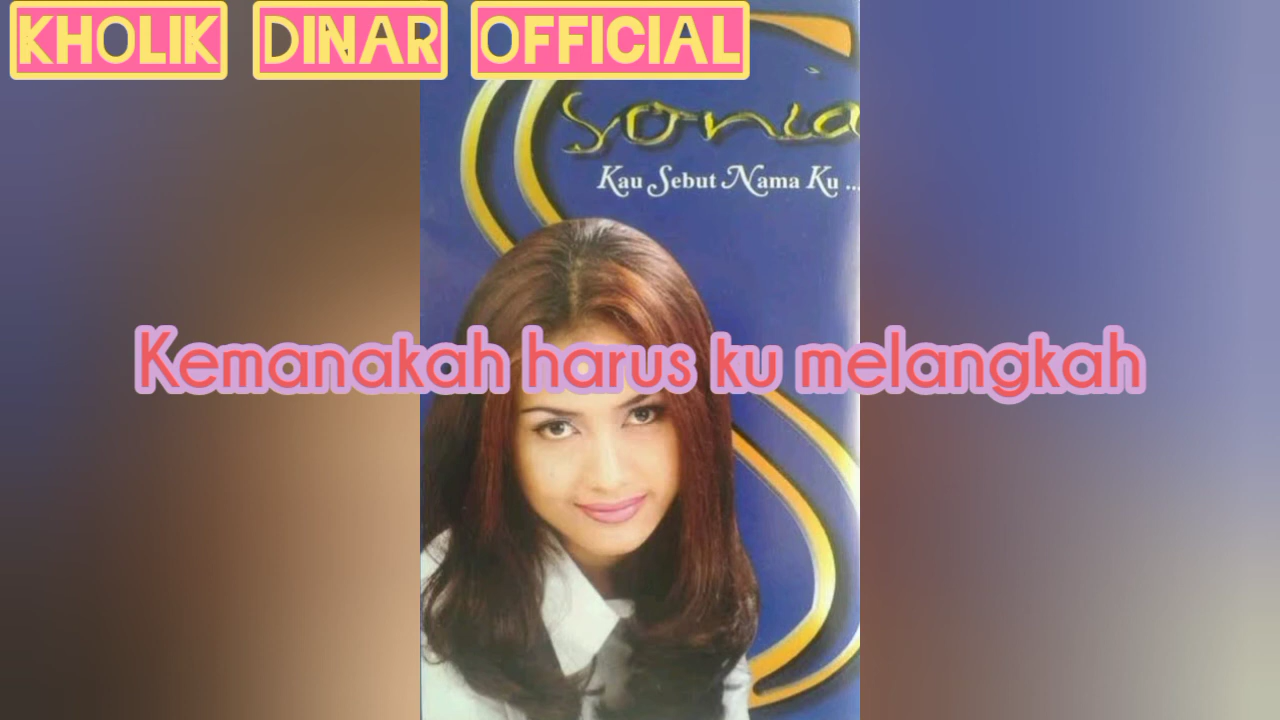 KHOLIK DINAR OFFICIAL
sonia
Kau Sebut Nama Ku ...
Kemanakah harus ku melangkah